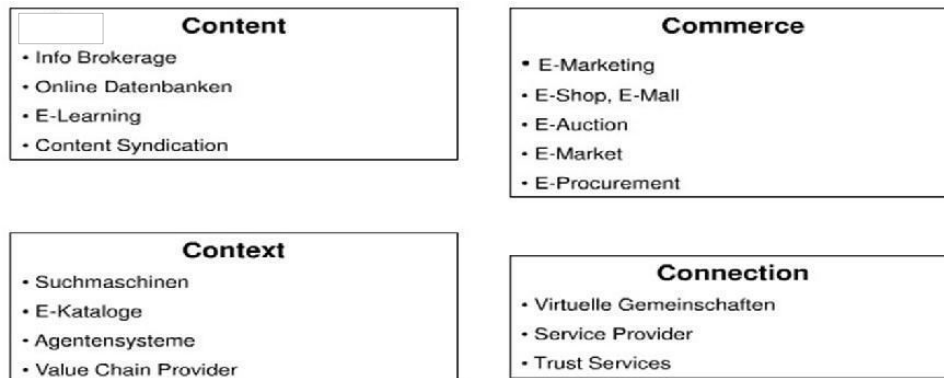 Content
• Info Brokerage
• Online Datenbanken
• E-Learning
• Content Syndication
Commerce
• E-Marketing
• E-Shop, E-Mall
• E-Auction
• E-Market
• E-Procurement
Context
• Suchmaschinen
• E-Kataloge
• Agentensysteme
• Value Chain Provider
Connection
• Virtuelle Gemeinschaften
• Service Provider
• Trust Services